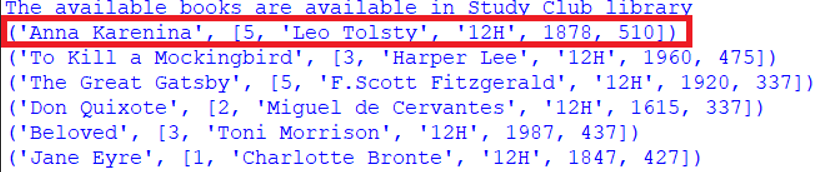 The available books are available in Study Club library
('Anna Karenina', [5, 'Leo Tolsty', '12H', 1878, 510])
('To Kill a Mockingbird', [3, 'Harper Lee', '12H', 1960, 475])
('The Great Gatsby', [5, 'F.Scott Fitzgerald', '12H', 1920, 337])
('Don Quixote', [2, 'Miguel de Cervantes', '12H', 1615, 337])
('Beloved', [3, 'Toni Morrison', '12H', 1987, 437])
('Jane Eyre', [1, 'Charlotte Bronte', '12H', 1847, 427])